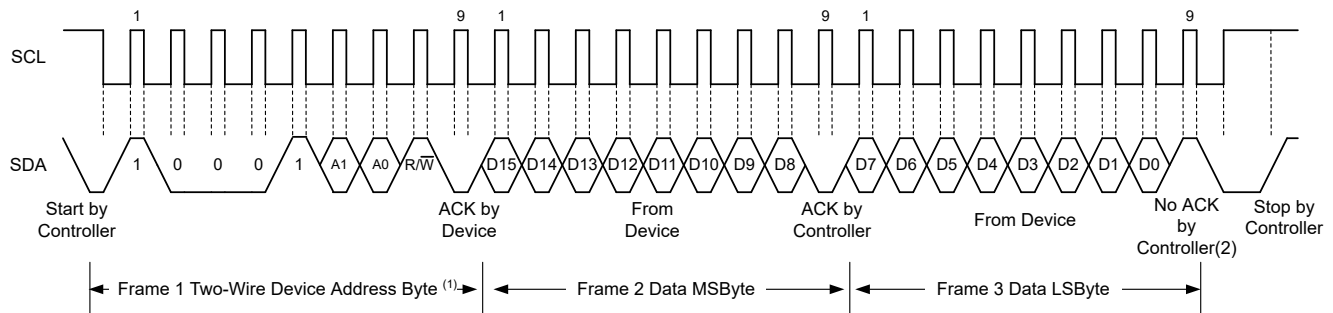 1 9 1 9 1 9
SCL
SDA 1 0 0 0 1 A1 A0 R/W̅ D15 D14 D13 D12 D11 D10 D9 D8 D7 D6 D5 D4 D3 D2 D1 D0
Start by
Controller
ACK by
Device
From
Device
ACK by
Controller
From Device
No ACK
by
Controller(2)
Stop by
Controller
Frame 1 Two-Wire Device Address Byte (1)
Frame 2 Data MSByte
Frame 3 Data LSByte